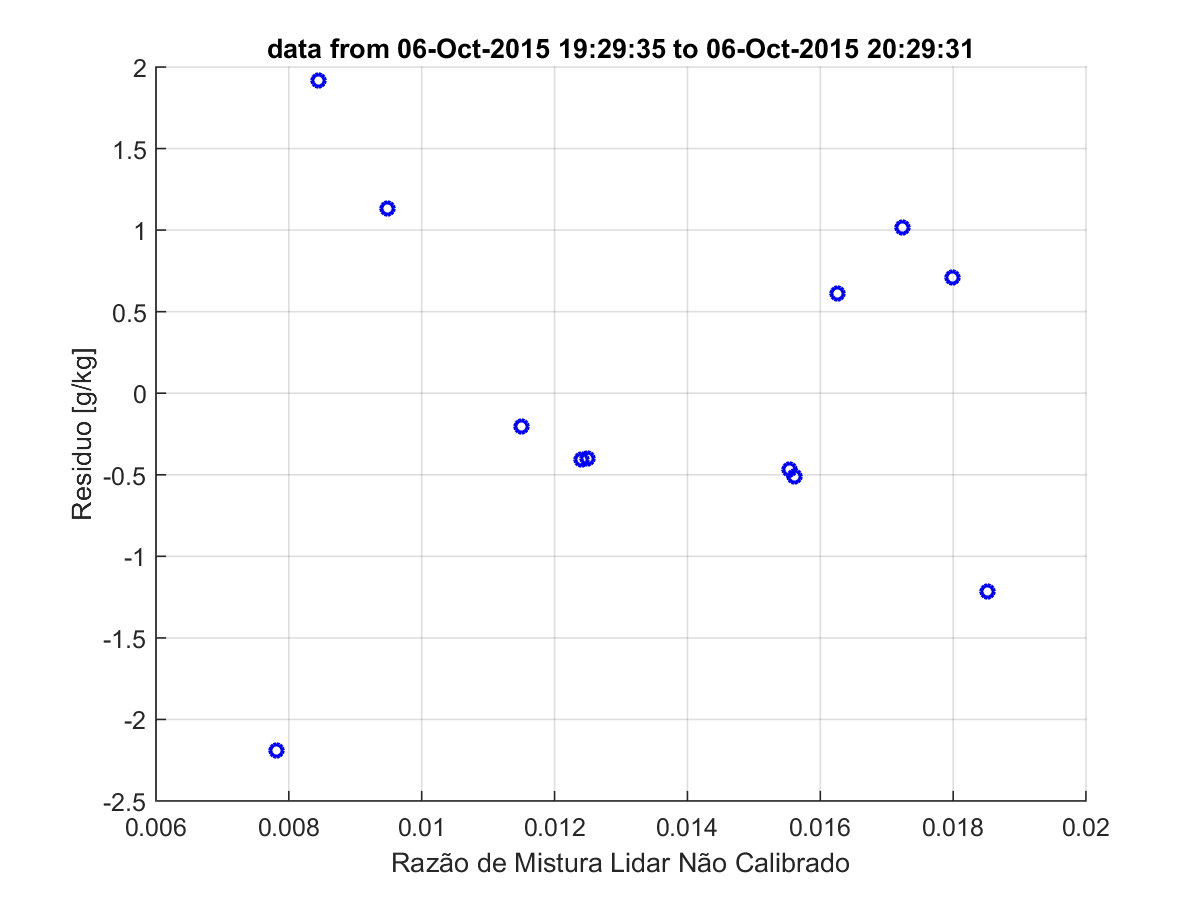 data from 06-Oct-2015 19:29:35 to 06-Oct-2015 20:29:31
2
1.5
1
0.5
0
-0.5
-1
-1.5
-2
-2.5
Residuo [g/kg]
0.006 0.008 0.01 0.012 0.014 0.016 0.018 0.02
Razão de Mistura Lidar Não Calibrado